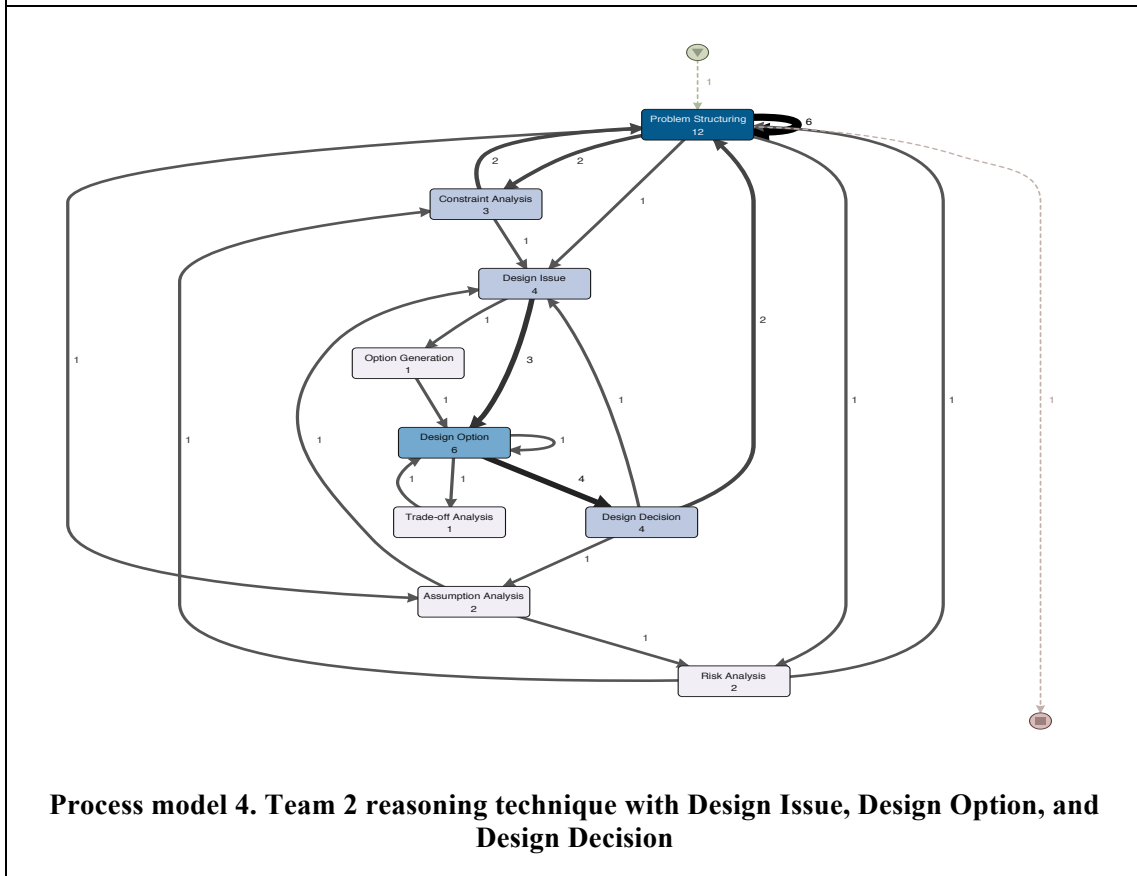 1
Problem Structuring
12
6
2
2
1
Constraint Analysis
3
1
Design Issue
4
1
3
2
Option Generation
1
1
1
1
1
1
1
1
1
Design Option
6
1
1
1
4
Trade-off Analysis
1
Design Decision
4
1
Assumption Analysis
2
1
Risk Analysis
2
Process model 4. Team 2 reasoning technique with Design Issue, Design Option, and
Design Decision